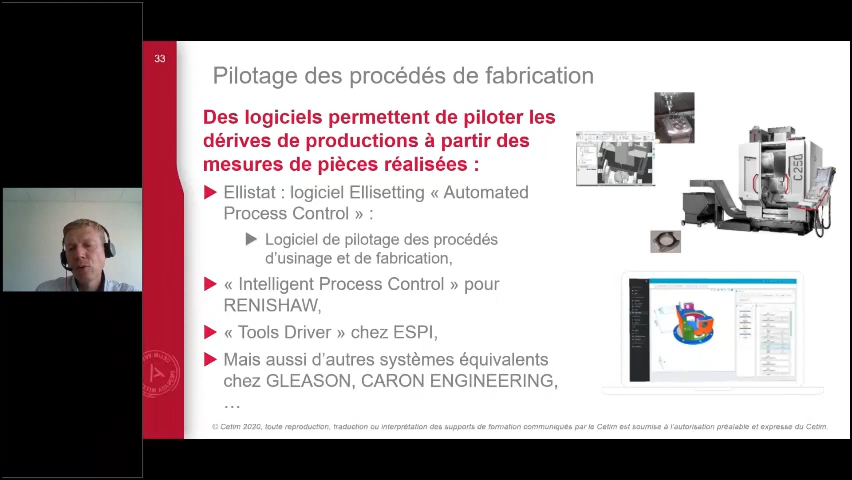 33
Pilotage des procédés de fabrication
Des logiciels permettent de piloter les
dérives de productions à partir des
mesures de pièces réalisées :
Ellistat : logiciel Ellisetting « Automated
Process Control » :
Logiciel de pilotage des procédés
d'usinage et de fabrication,
« Intelligent Process Control » pour
RENISHAW,
« Tools Driver » chez ESPI,
Mais aussi d'autres systèmes équivalents
chez GLEASON, CARON ENGINEERING,
…
C250
© Cetim 2020, toute reproduction, traduction ou interprétation des supports de formation communiqués par le Cetim est soumise à l'autorisation préalable et expresse du Cetim.